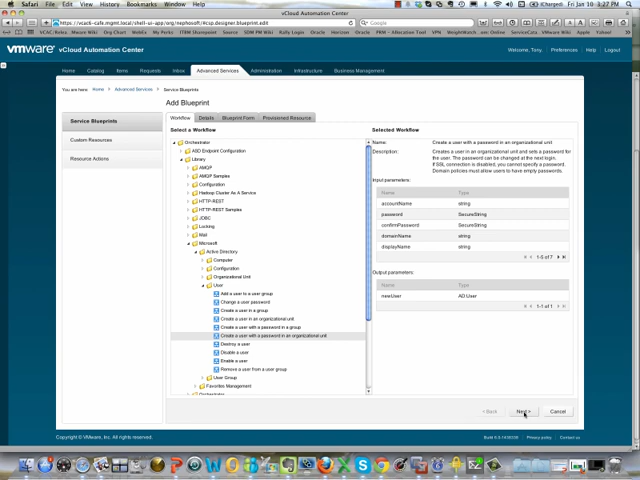 Safari File Edit View History Bookmarks Window Help
(Charged) Fri Jan 10 3:27 PM
Google
VCAC/Relex
Word
Yahoo
vmware vCloud Automation Center
Welcome, Tony. Preferences Help Logout
Home Catalog Items Requests Inbox Advanced Services Administration Infrastructure Business Management
You are here: Home > Advanced Services > Service Blueprints
Service Blueprints
Custom Resources
Resource Actions
Add Blueprint
Workflow Details Blueprint Form Provisioned Resource
Select a Workflow
Orchestrator
ASD Endpoint Configuration
Library
AMQP
AMQP Samples
Configuration
Hadoop Cluster As A Service
HTTP-REST
HTTP-REST Samples
JDBC
Locking
Mail
Microsoft
Active Directory
Computer
Configuration
Organizational Unit
User
Add a user to a user group
Change a user password
Create a user in a group
Create a user in an organizational unit
Create a user with a password in a group
Create a user with a password in an organizational unit
Destroy a user
Disable a user
Enable a user
Remove a user from a user group
User Group
Favorites Management
Orchestrator
Selected Workflow
Name: Create a user with a password in an organizational unit
Description: Creates a user in an organizational unit and sets a password for
the user. The password can be changed at the next login.
If SSL connection is disabled, you cannot specify a password.
Domain policies must allow users to have empty passwords.
Input parameters:
Name Type
accountName string
password SecureString
confirmPassword SecureString
domainName string
displayName string
1-5 of 7
Output parameters:
Name Type
newUser AD:User
1-1 of 1
< Back Next > Cancel
Copyright © VMware, Inc. All rights reserved.
Privacy policy Contact us